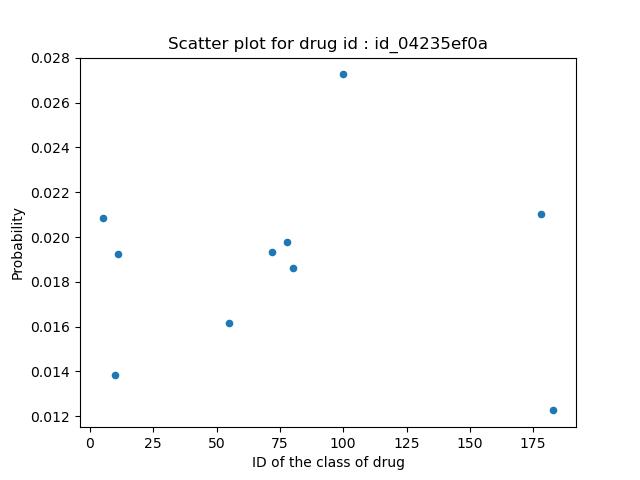 Scatter plot for drug id : id_04235ef0a
0.028
0.026
0.024
0.022
0.020
0.018
0.016
0.014
0.012
Probability
0 25 50 75 100 125 150 175
ID of the class of drug